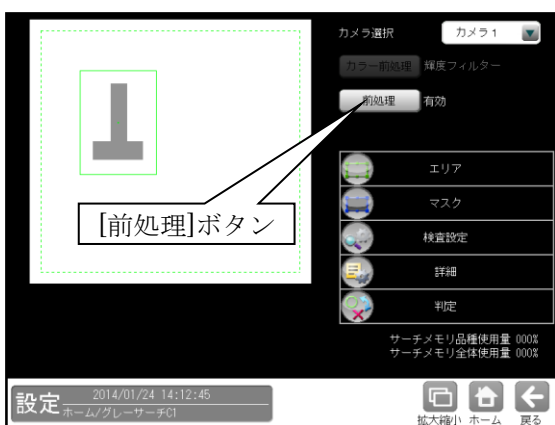 カメラ選択
カメラ1
カラー前処理
輝度フィルター
前処理
有効
[前処理]ボタン
エリア
マスク
検査設定
詳細
判定
サーチメモリ品種使用量 000%
サーチメモリ全体使用量 000%
設定
2014/01/24 14:12:45
ホーム/グレーサーチC1
拡大縮小
ホーム
戻る